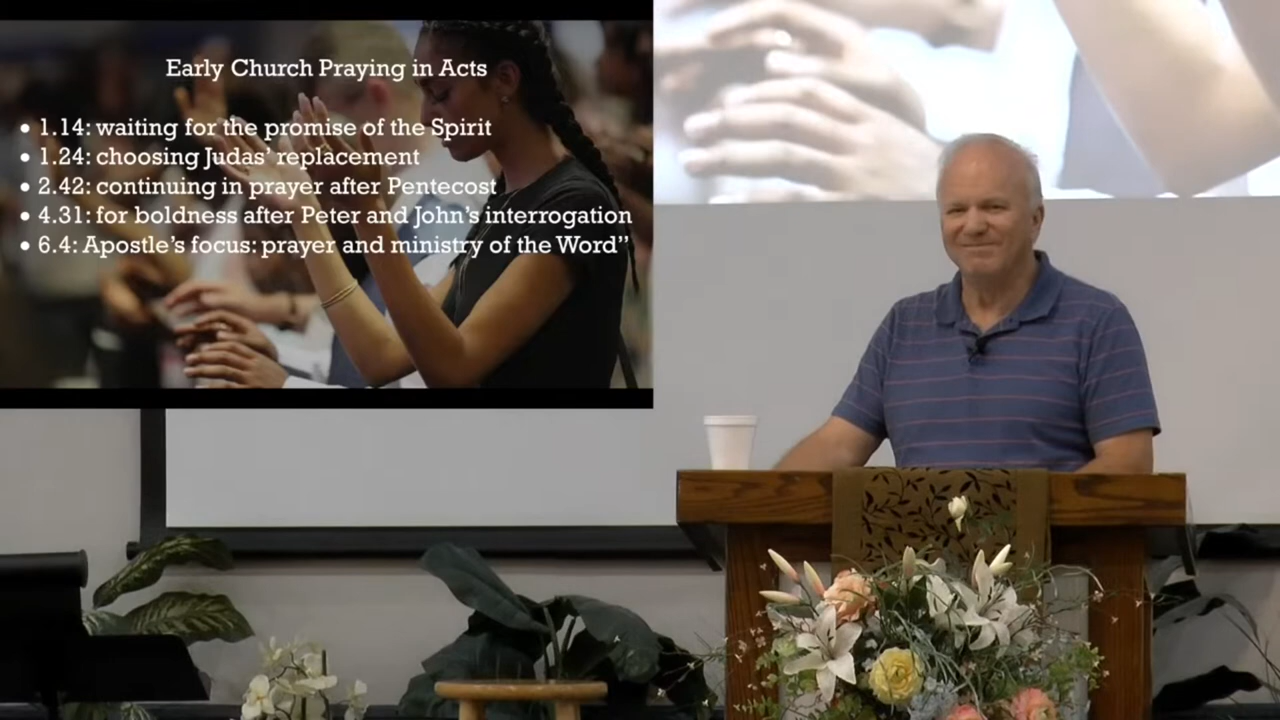 Early Church Praying in Acts
• 1.14: waiting for the promise of the Spirit
• 1.24: choosing Judas’ replacement
• 2.42: continuing in prayer after Pentecost
• 4.31: for boldness after Peter and John’s interrogation
• 6.4: Apostle’s focus: prayer and ministry of the Word”